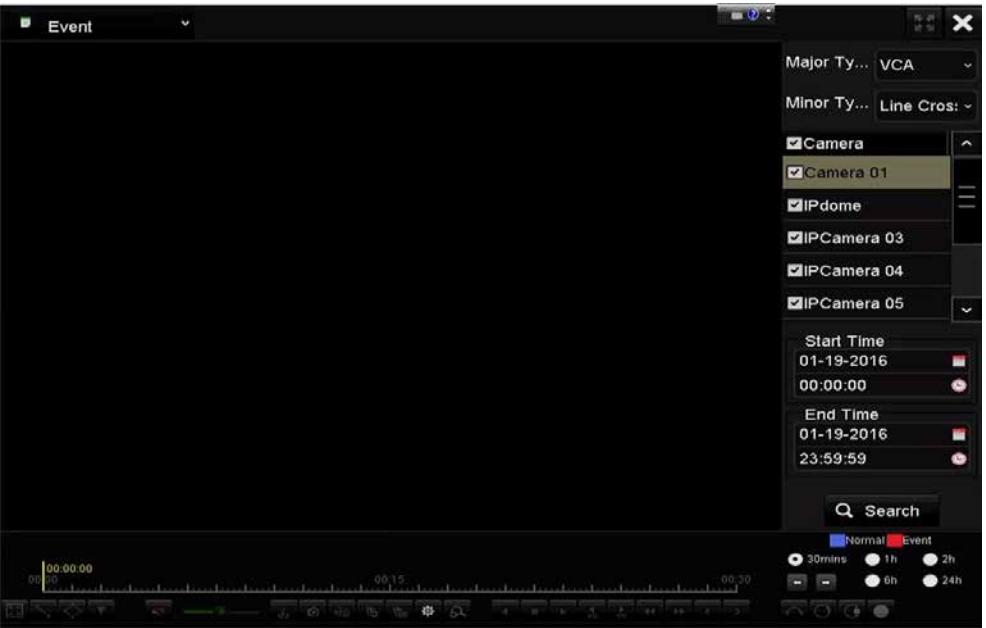 Event
Major Ty... VCA
Minor Ty... Line Cros:
Camera
Camera 01
IPdome
IPCamera 03
IPCamera 04
IPCamera 05
Start Time
01-19-2016
00:00:00
End Time
01-19-2016
23:59:59
Search
Normal Event
00:00:00
00:00 00:15 00:30
30mins 1h 2h
6h 24h